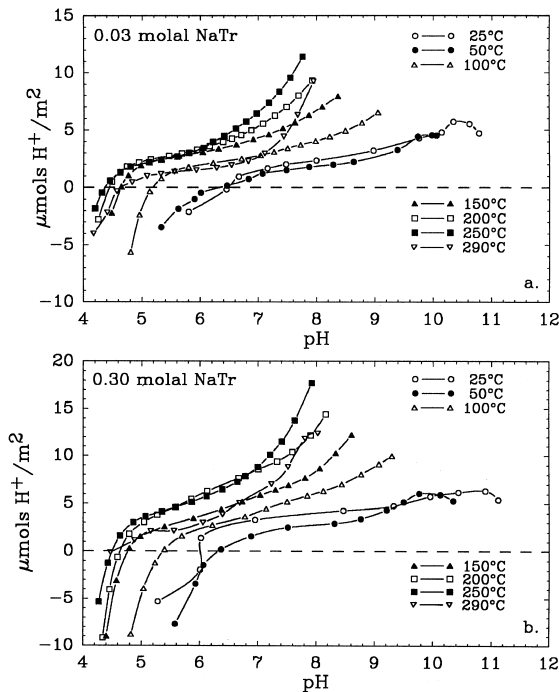 0.03 molal NaTr
25°C
50°C
100°C
15
10
5
0
−5
−10
μmols H⁺/m²
150°C
200°C
250°C
290°C
a.
4 5 6 7 8 9 10 11 12
pH
0.30 molal NaTr
25°C
50°C
100°C
20
15
10
5
0
−5
−10
μmols H⁺/m²
150°C
200°C
250°C
290°C
b.
4 5 6 7 8 9 10 11 12
pH